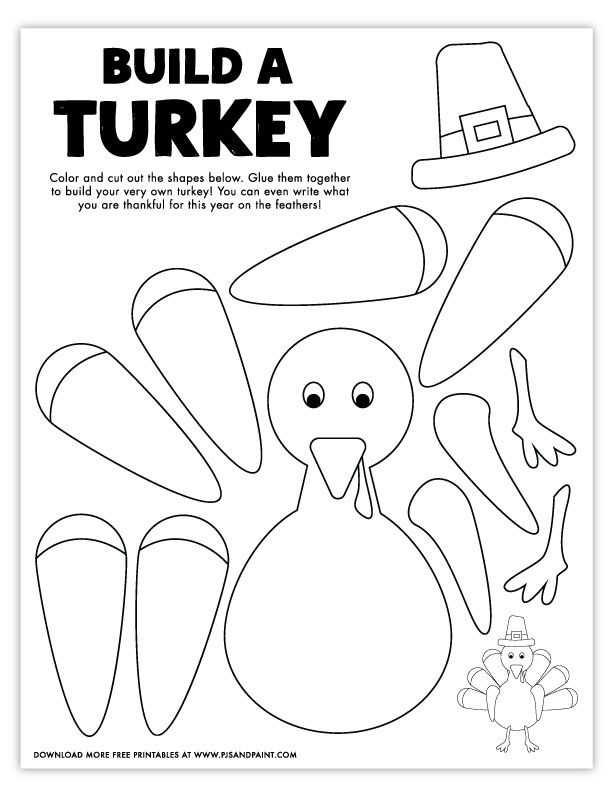 BUILD A
TURKEY
Color and cut out the shapes below. Glue them together
to build your very own turkey! You can even write what
you are thankful for this year on the feathers!
DOWNLOAD MORE FREE PRINTABLES AT WWW.PJSANDPAINT.COM